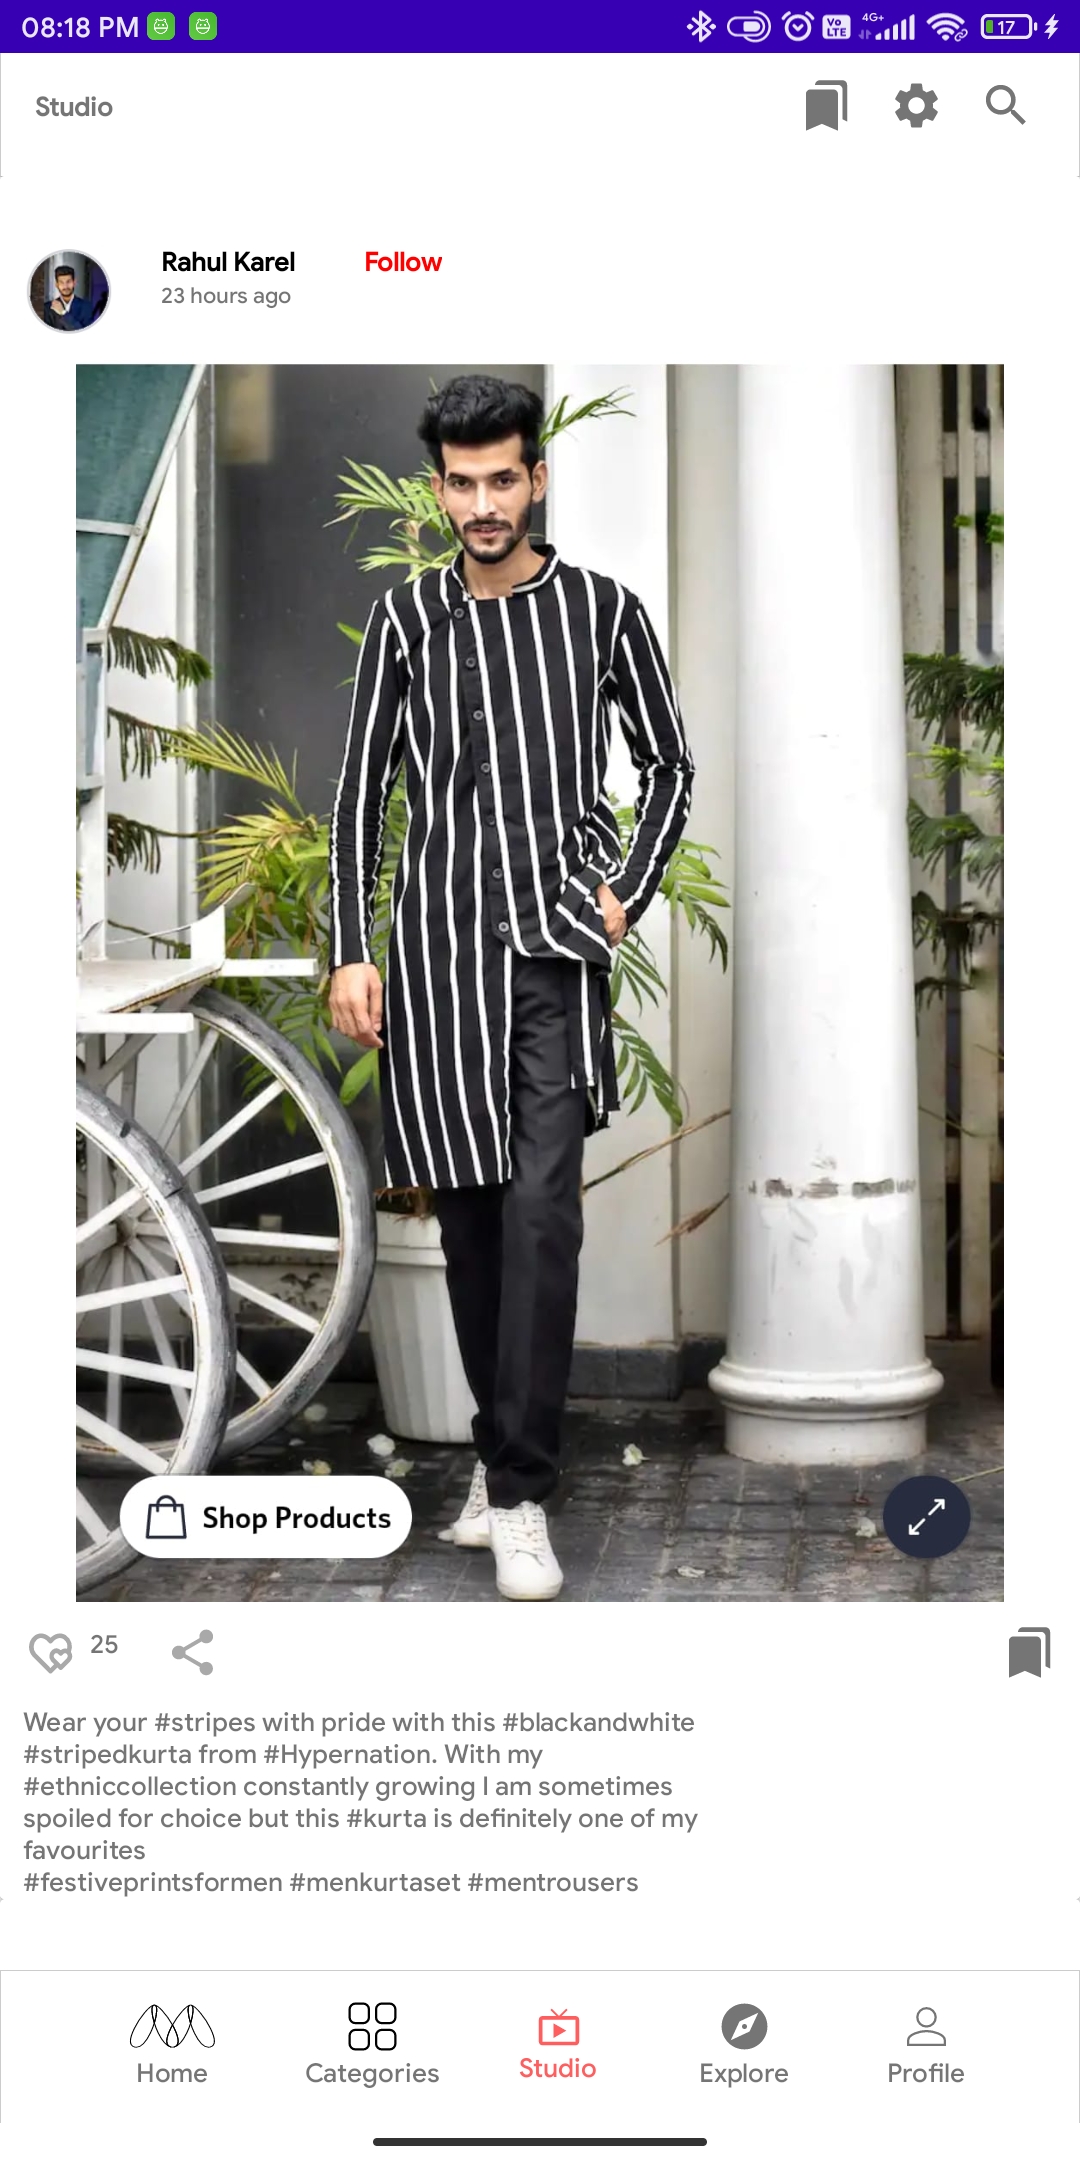 08:18 PM
4G+
Vo
LTE
17
Studio
Rahul Karel
Follow
23 hours ago
Shop Products
25
Wear your #stripes with pride with this #blackandwhite
#stripedkurta from #Hypernation. With my
#ethniccollection constantly growing I am sometimes
spoiled for choice but this #kurta is definitely one of my
favourites
#festiveprintsformen #menkurtaset #mentrousers
Home
Categories
Studio
Explore
Profile